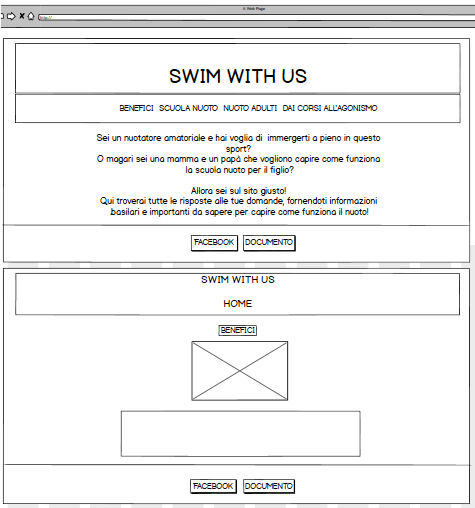 A Web Page
http://
SWIM WITH US
BENEFICI SCUOLA NUOTO NUOTO ADULTI DAI CORSI ALL'AGONISMO
Sei un nuotatore amatoriale e hai voglia di immergerti a pieno in questo
sport?
O magari sei una mamma e un papà che vogliono capire come funziona
la scuola nuoto per il figlio?
Allora sei sul sito giusto!
Qui troverai tutte le risposte alle tue domande, fornendoti informazioni
basilari e importanti da sapere per capire come funziona il nuoto!
FACEBOOK DOCUMENTO
SWIM WITH US
HOME
BENEFICI
FACEBOOK DOCUMENTO